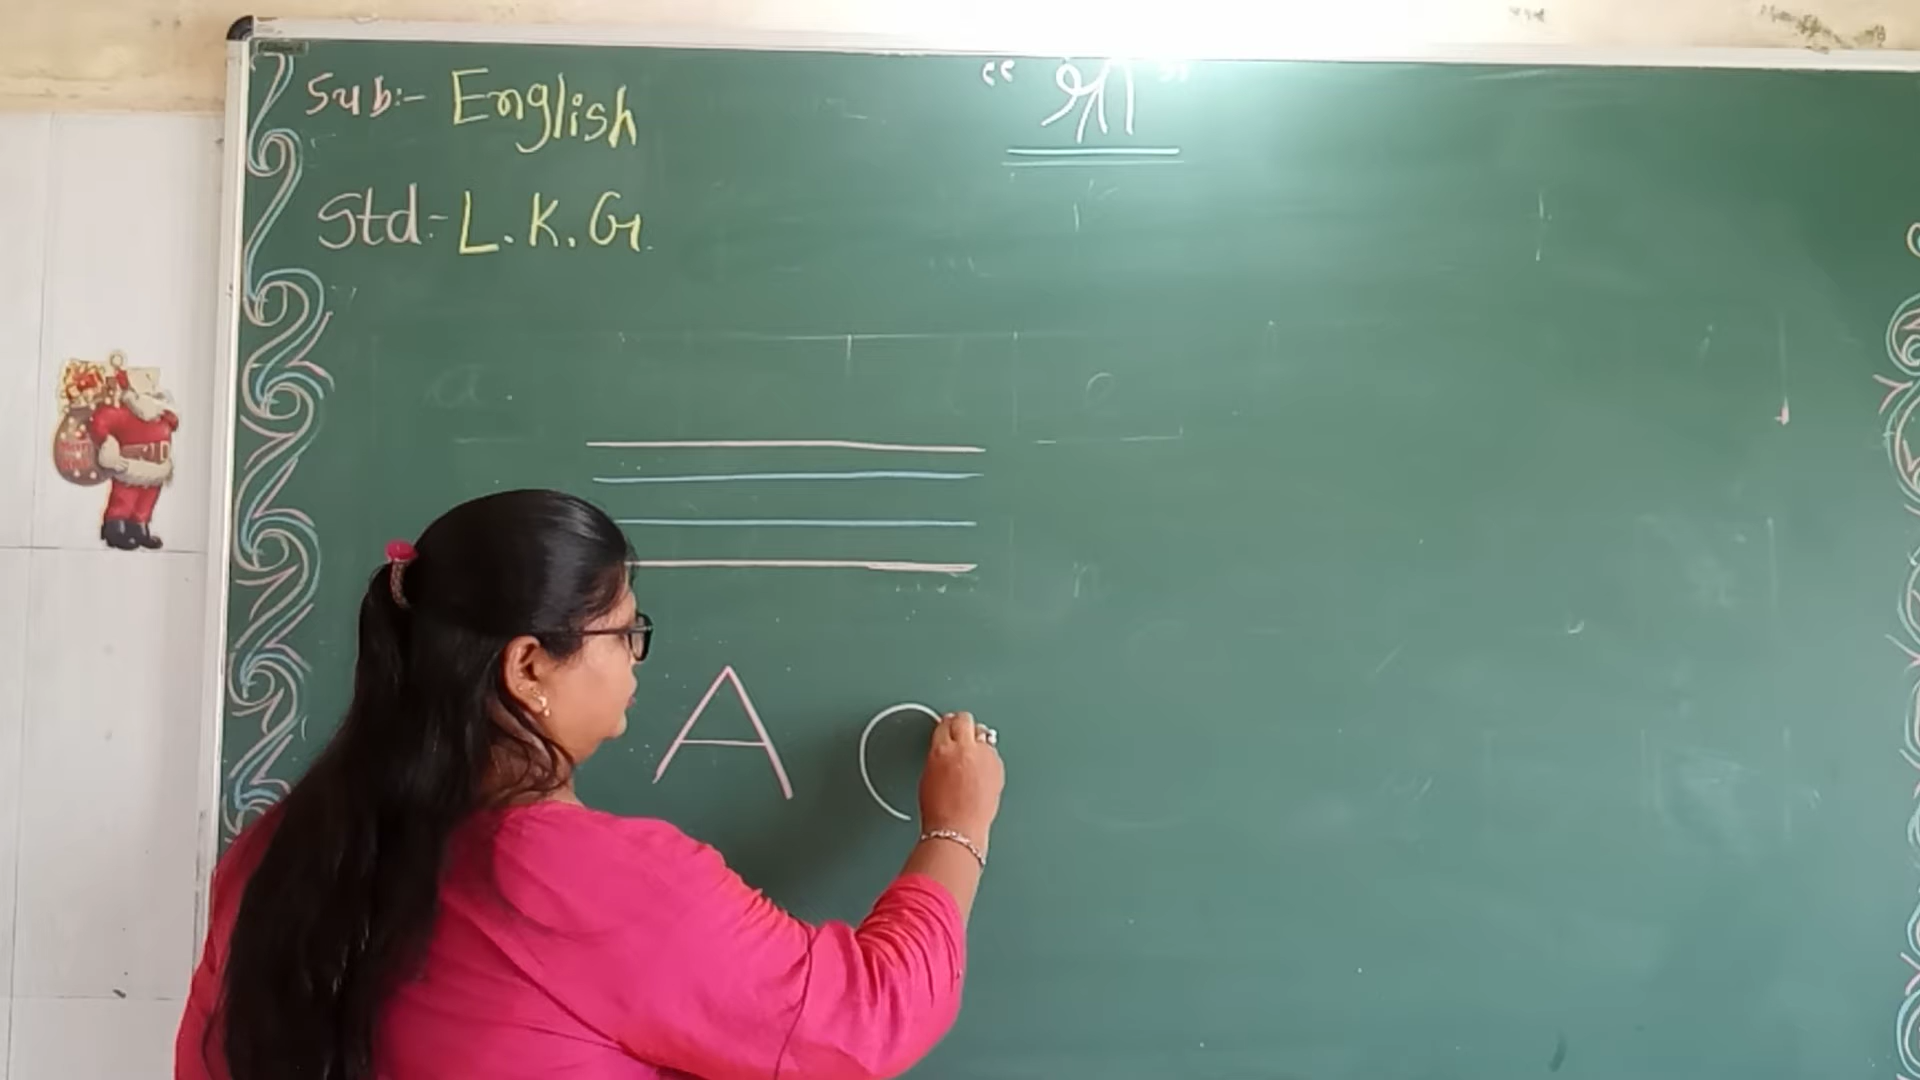 Sub:- English
“ श्री ”
Std:- L.K.G.
a
e
n
A C